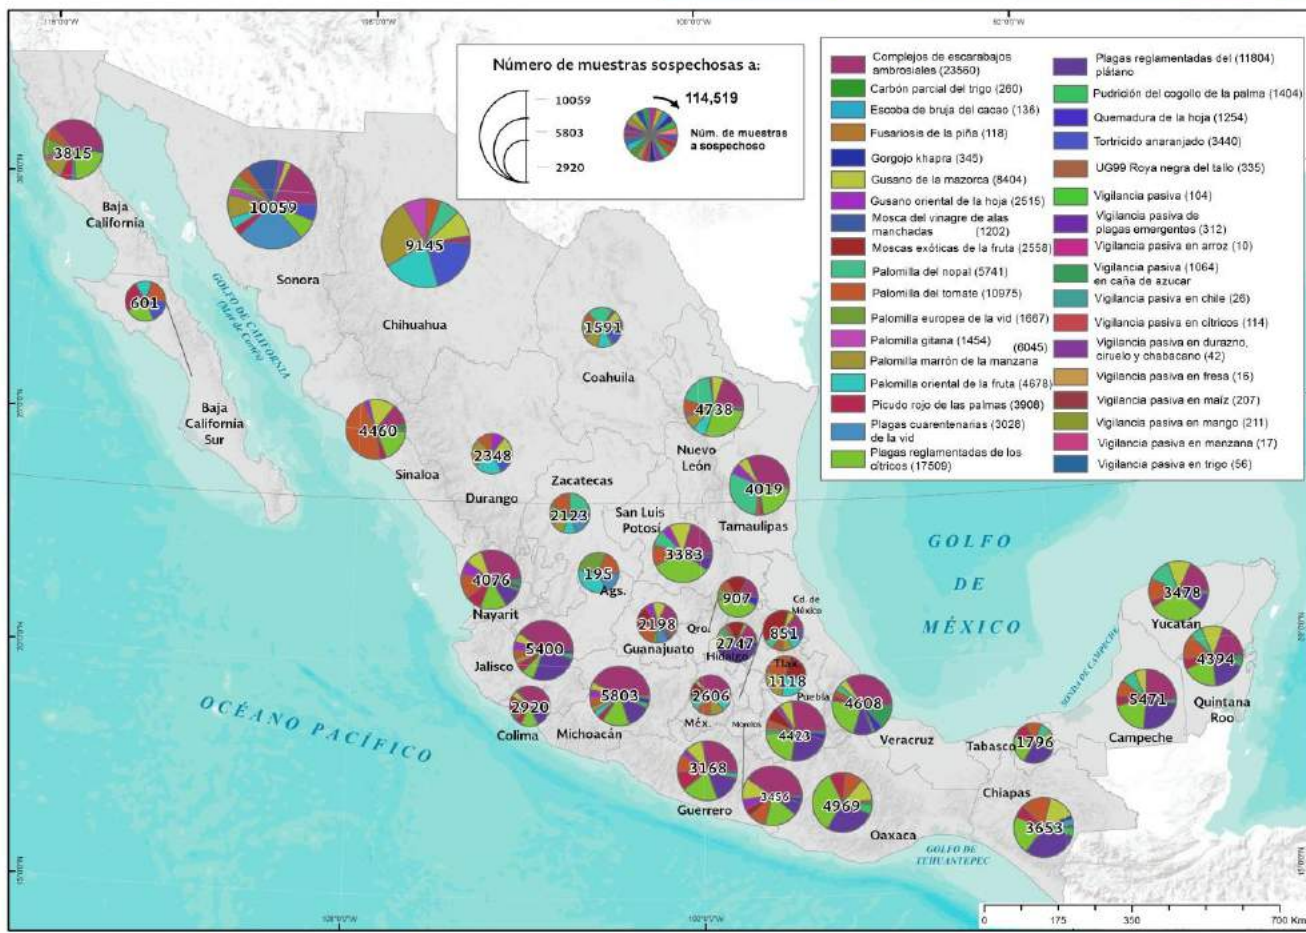 100°0'0"W
Número de muestras sospechosas a:
10059
5803
2920
114,519
Núm. de muestras
a sospechoso
Complejos de escarabajos
ambrosiales (23560)
Carbón parcial del trigo (260)
Escoba de bruja del cacao (136)
Fusariosis de la piña (118)
Gorgojo khapra (345)
Gusano de la mazorca (8404)
Gusano oriental de la hoja (2515)
Mosca del vinagre de alas
manchadas (1202)
Moscas exóticas de la fruta (2558)
Palomilla del nopal (5741)
Palomilla del tomate (10975)
Palomilla europea de la vid (1667)
Palomilla gitana (1454)
(6045)
Palomilla marrón de la manzana
Palomilla oriental de la fruta (4678)
Picudo rojo de las palmas (3908)
Plagas cuarentenarias (3028)
de la vid
Plagas reglamentadas de los
cítricos (17509)
Plagas reglamentadas del (11804)
plátano
Pudrición del cogollo de la palma (1404)
Quemadura de la hoja (1254)
Tortricido anaranjado (3440)
UG99 Roya negra del tallo (335)
Vigilancia pasiva (104)
Vigilancia pasiva de
plagas emergentes (312)
Vigilancia pasiva en arroz (10)
Vigilancia pasiva (1064)
en caña de azucar
Vigilancia pasiva en chile (26)
Vigilancia pasiva en cítricos (114)
Vigilancia pasiva en durazno,
ciruelo y chabacano (42)
Vigilancia pasiva en fresa (16)
Vigilancia pasiva en maíz (207)
Vigilancia pasiva en mango (211)
Vigilancia pasiva en manzana (17)
Vigilancia pasiva en trigo (56)
3815
Baja
California
10059
Sonora
9145
Chihuahua
601
Baja
California
Sur
GOLFO DE CALIFORNIA
(Mar de Cortés)
1591
Coahuila
4738
Nuevo
León
4460
Sinaloa
2348
Durango
Zacatecas
2123
San Luis
Potosí
3383
4019
Tamaulipas
GOLFO
DE
MÉXICO
4076
Nayarit
195
Ags.
2198
Guanajuato
907
Qro.
Cd. de
México
851
2747
Hidalgo
Tlax.
1118
Puebla
5400
Jalisco
2920
Colima
5803
Michoacán
2606
Méx.
Morelos
4423
4608
Veracruz
3168
Guerrero
3456
4969
Oaxaca
Tabasco
1796
Chiapas
3653
3478
Yucatán
4394
Quintana
Roo
5471
Campeche
SONDA DE CAMPECHE
OCÉANO PACÍFICO
GOLFO DE
TEHUANTEPEC
0 175 350 700 Km